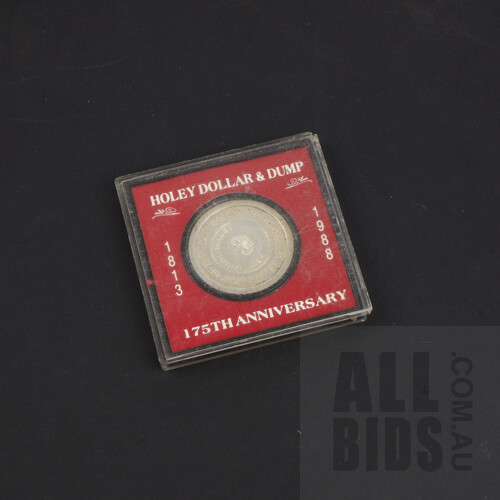 HOLEY DOLLAR & DUMP
1813
1988
175TH ANNIVERSARY
ALL
BIDS
.COM.AU